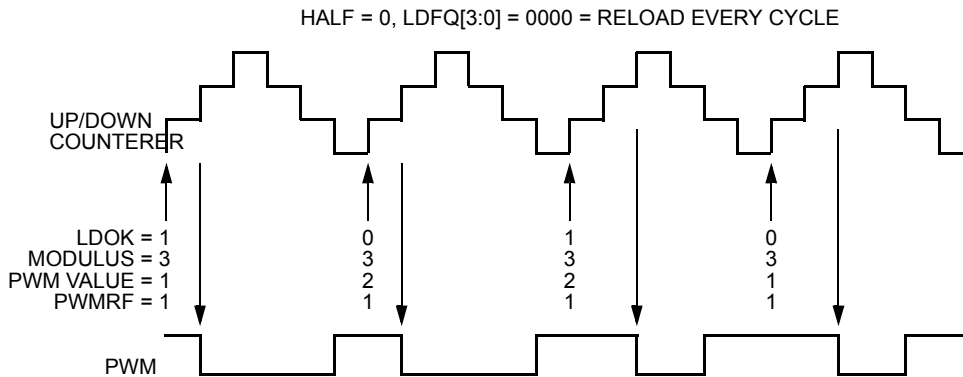 HALF = 0, LDFQ[3:0] = 0000 = RELOAD EVERY CYCLE
UP/DOWN
COUNTERER
LDOK = 1 0 1 0
MODULUS = 3 3 3 3
PWM VALUE = 1 2 2 1
PWMRF = 1 1 1 1
PWM